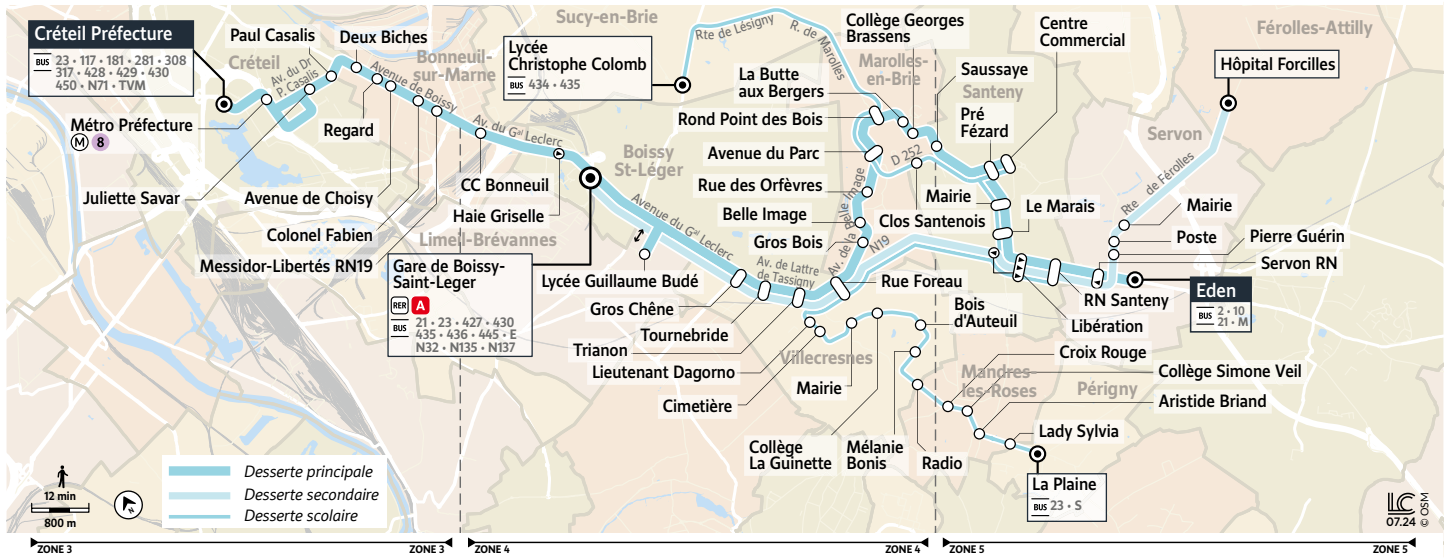 Créteil Préfecture
BUS 23 • 117 • 181 • 281 • 308
317 • 428 • 429 • 430
450 • N71 • TVM
Paul Casalis
Deux Biches
Créteil
Av. du Dr
P. Casalis
Bonneuil-
sur-Marne
Avenue de Boissy
Métro Préfecture
M 8
Regard
Juliette Savar
Avenue de Choisy
Colonel Fabien
Messidor-Libertés RN19
Sucy-en-Brie
Lycée
Christophe Colomb
BUS 434 • 435
Rte de Lésigny
R. de Marolles
Av. du Gal Leclerc
CC Bonneuil
Haie Griselle
Limeil-Brévannes
Boissy
St-Léger
Gare de Boissy-
Saint-Leger
RER A
BUS 21 • 23 • 427 • 430
435 • 436 • 445 • E
N32 • N135 • N137
Avenue du Gal Leclerc
Lycée Guillaume Budé
Gros Chêne
Tournebride
Trianon
Lieutenant Dagorno
Cimetière
Av. de Lattre
de Tassigny
Collège Georges
Brassens
Marolles-
en-Brie
La Butte
aux Bergers
Rond Point des Bois
Avenue du Parc
Rue des Orfèvres
Belle Image
Gros Bois
Av. de la Belle Image
N19
D 252
Centre
Commercial
Saussaye
Santeny
Pré
Fézard
Mairie
Clos Santenois
Le Marais
Rue Foreau
Férolles-Attilly
Hôpital Forcilles
Servon
Rte
de Férolles
Mairie
Poste
Pierre Guérin
Servon RN
RN Santeny
Libération
Eden
BUS 2 • 10
21 • M
Villecresnes
Mairie
Collège
La Guinette
Mélanie
Bonis
Radio
Bois
d'Auteuil
Croix Rouge
Mandres-
les-Roses
Collège Simone Veil
Périgny
Aristide Briand
Lady Sylvia
La Plaine
BUS 23 • S
12 min
800 m
Desserte principale
Desserte secondaire
Desserte scolaire
LC
07.24 © OSM
ZONE 3 ZONE 3 ZONE 4 ZONE 4 ZONE 5 ZONE 5